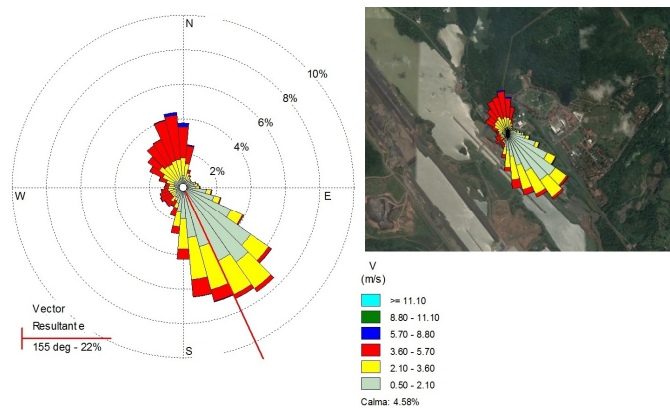 N
10%
8%
6%
4%
2%
W
E
S
Vector
Resultante
155 deg - 22%
V
(m/s)
>= 11.10
8.80 - 11.10
5.70 - 8.80
3.60 - 5.70
2.10 - 3.60
0.50 - 2.10
Calma: 4.58%